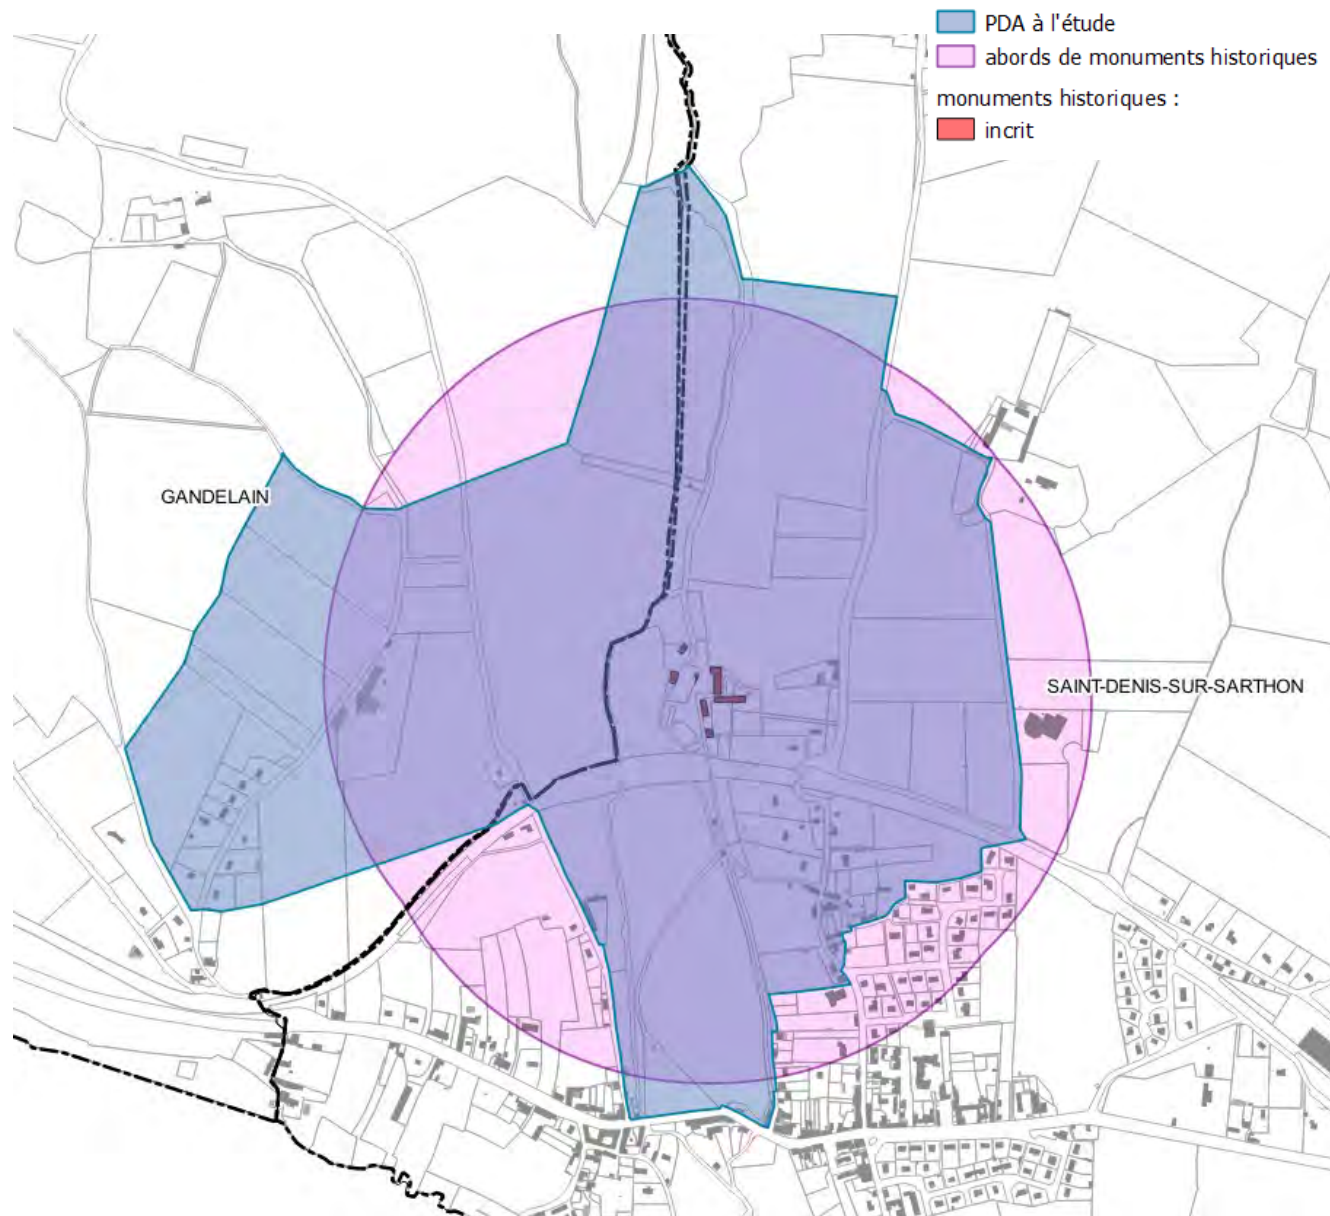 PDA à l'étude
abords de monuments historiques
monuments historiques :
incrit
GANDELAIN
SAINT-DENIS-SUR-SARTHON